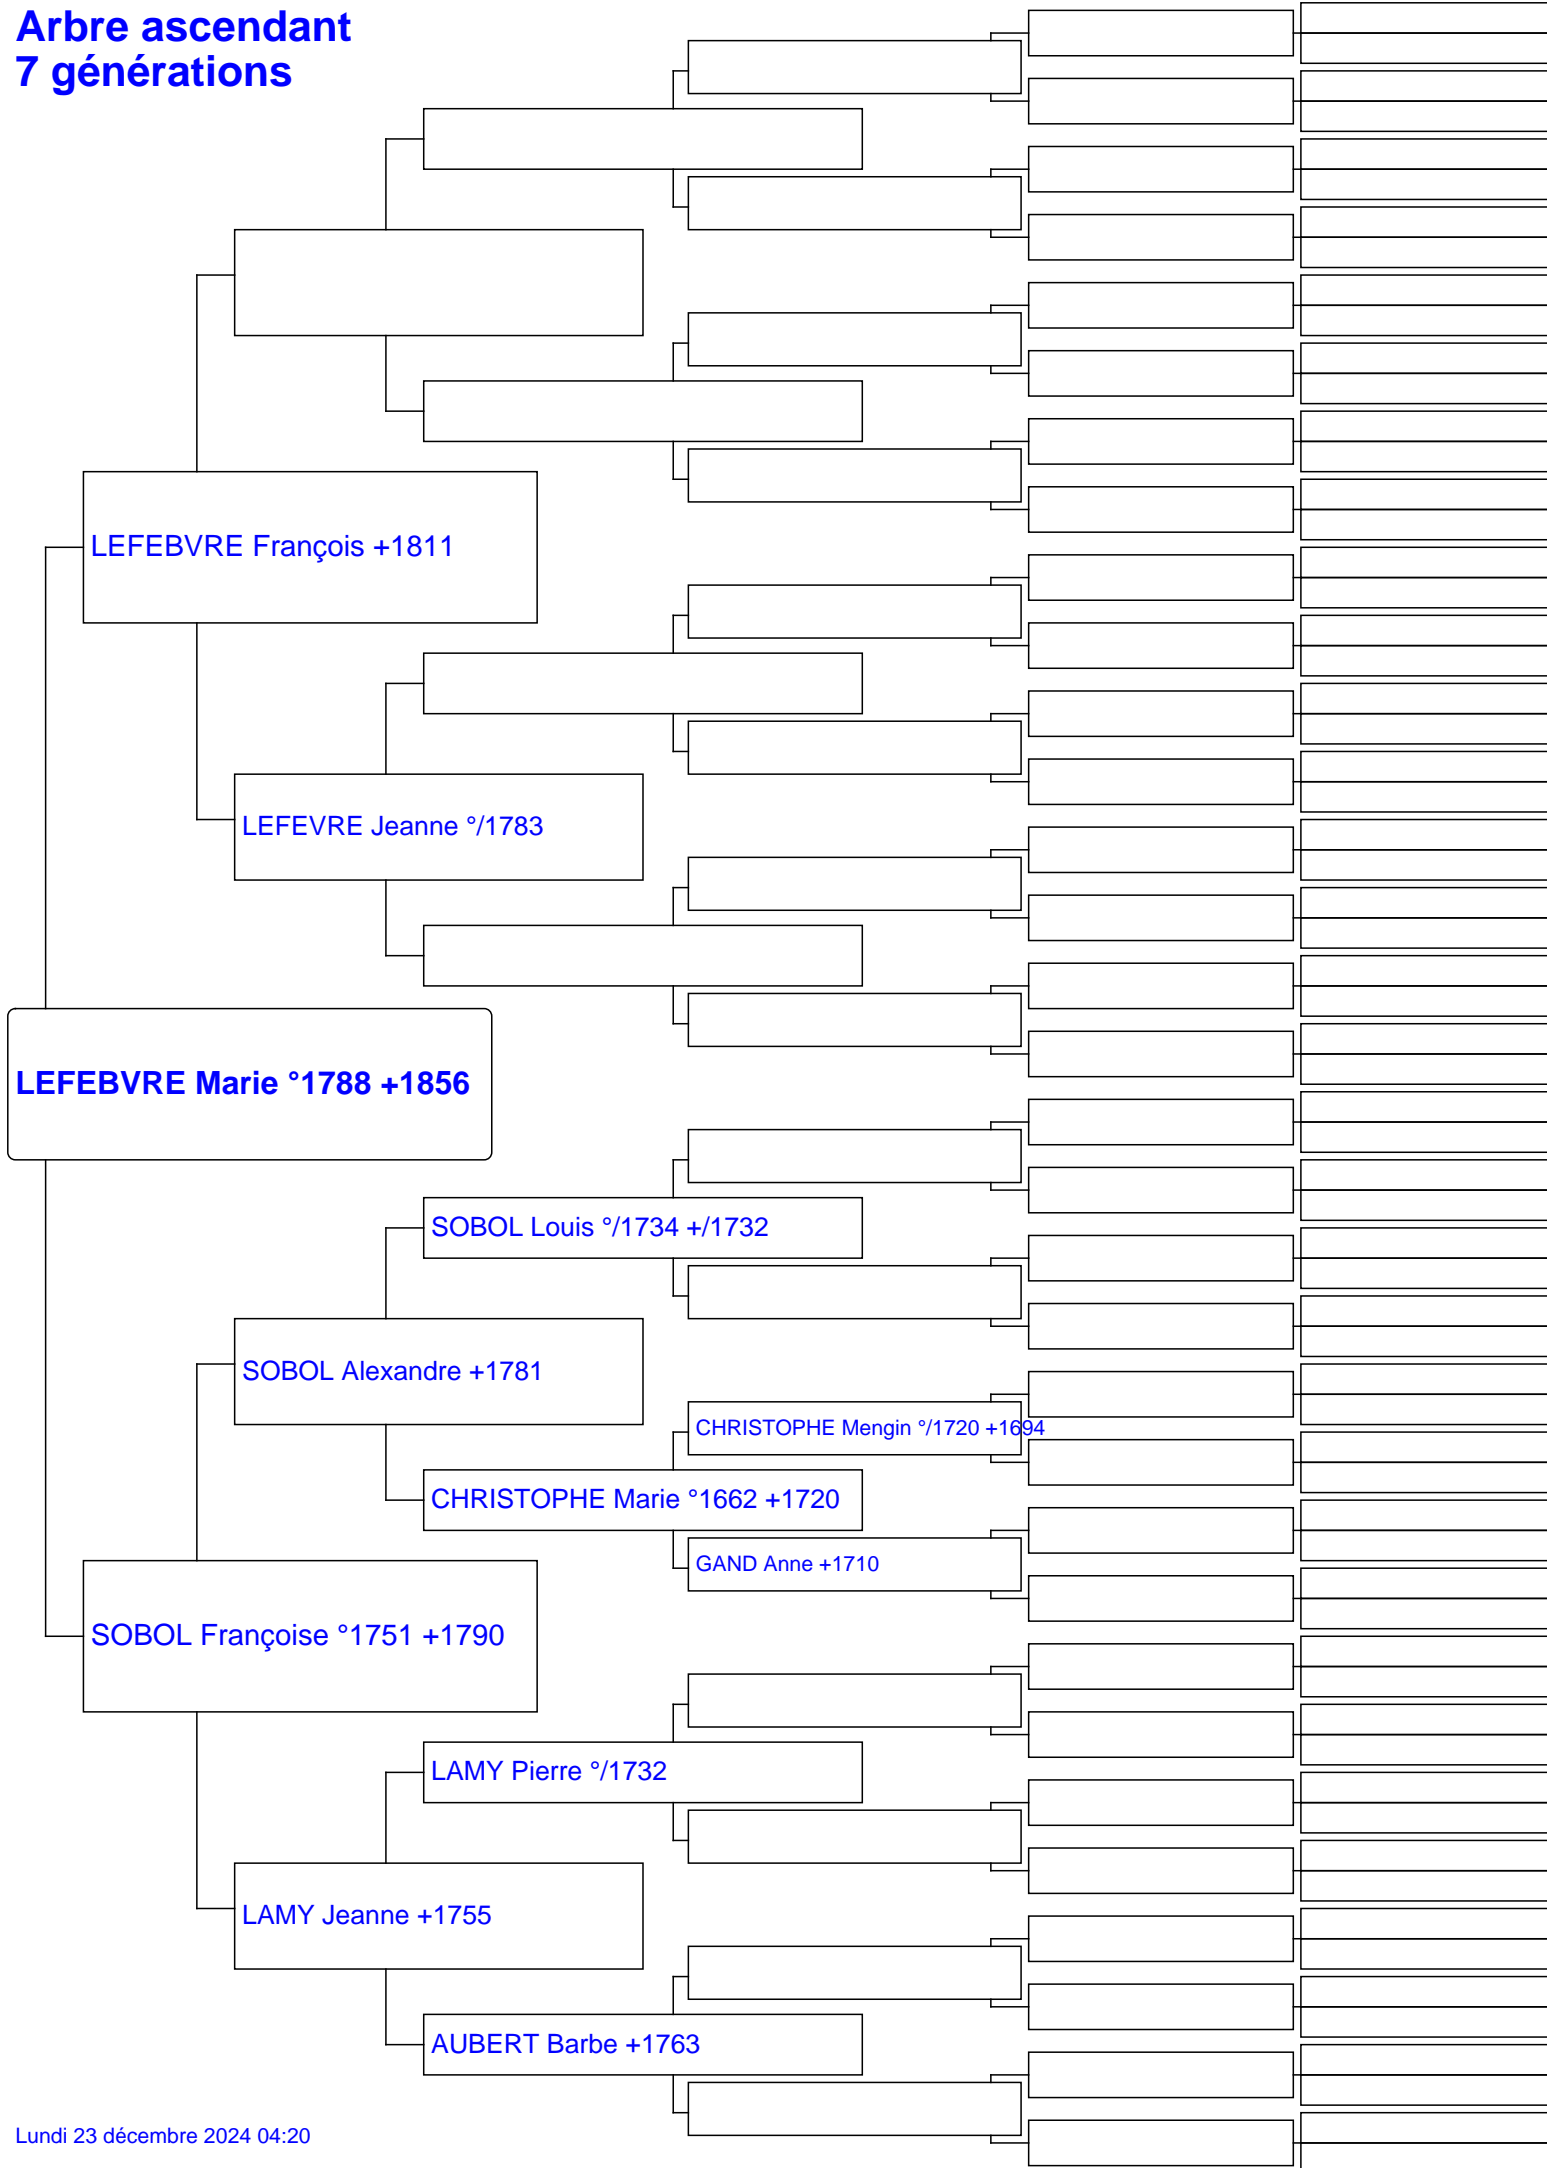 Arbre ascendant
7 générations
LEFEBVRE François +1811
LEFEVRE Jeanne °/1783
LEFEBVRE Marie °1788 +1856
SOBOL Louis °/1734 +/1732
SOBOL Alexandre +1781
CHRISTOPHE Mengin °/1720 +1694
CHRISTOPHE Marie °1662 +1720
GAND Anne +1710
SOBOL Françoise °1751 +1790
LAMY Pierre °/1732
LAMY Jeanne +1755
AUBERT Barbe +1763
Lundi 23 décembre 2024 04:20